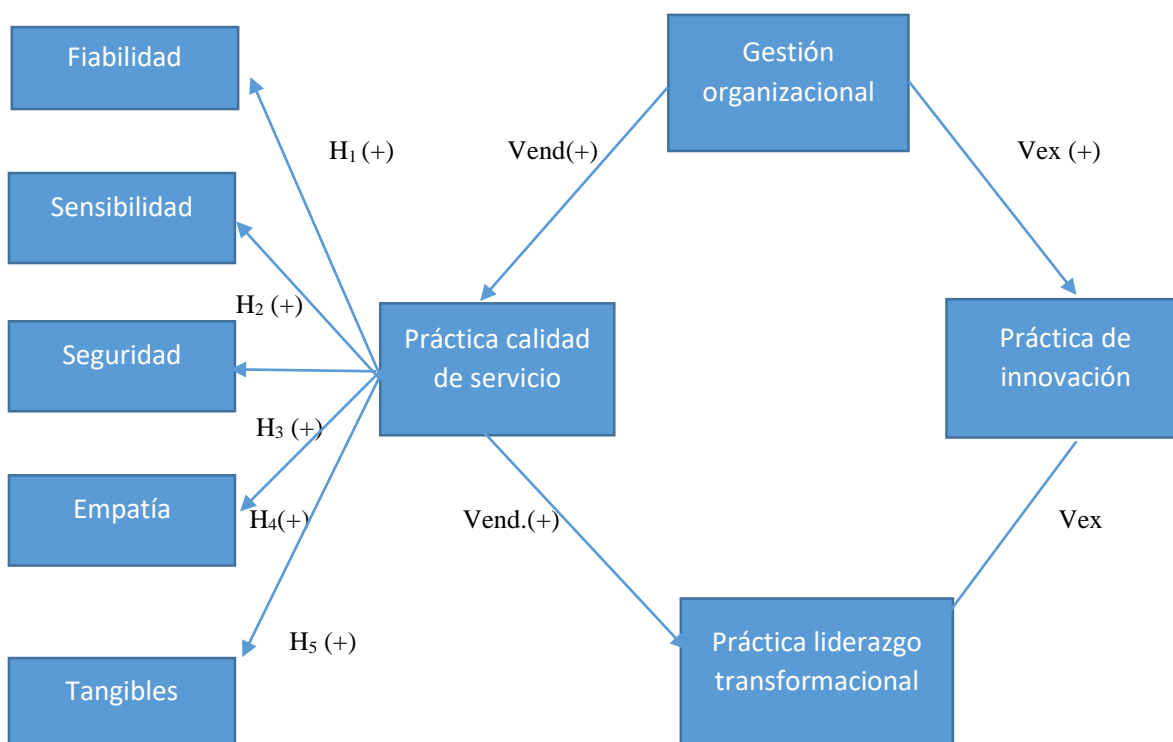 Fiabilidad
Gestión
organizacional
H₁ (+)
Vend(+)
Vex (+)
Sensibilidad
H₂ (+)
Seguridad
Práctica calidad
de servicio
Práctica de
innovación
H₃ (+)
Empatía
H₄(+)
Vend.(+)
Vex
H₅ (+)
Práctica liderazgo
transformacional
Tangibles